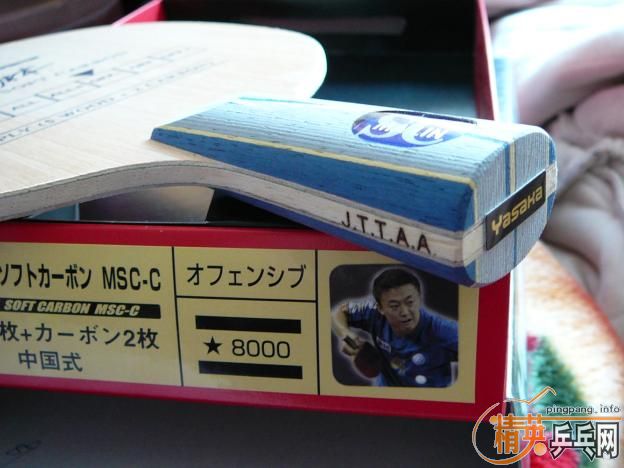 MLIN
J.T.T.A.A.
Yasaka
ソフトカーボン MSC-C
SOFT CARBON MSC-C
枚+カーボン2枚
中国式
オフェンシブ
★ 8000
pingpang.info
精英乒乓网